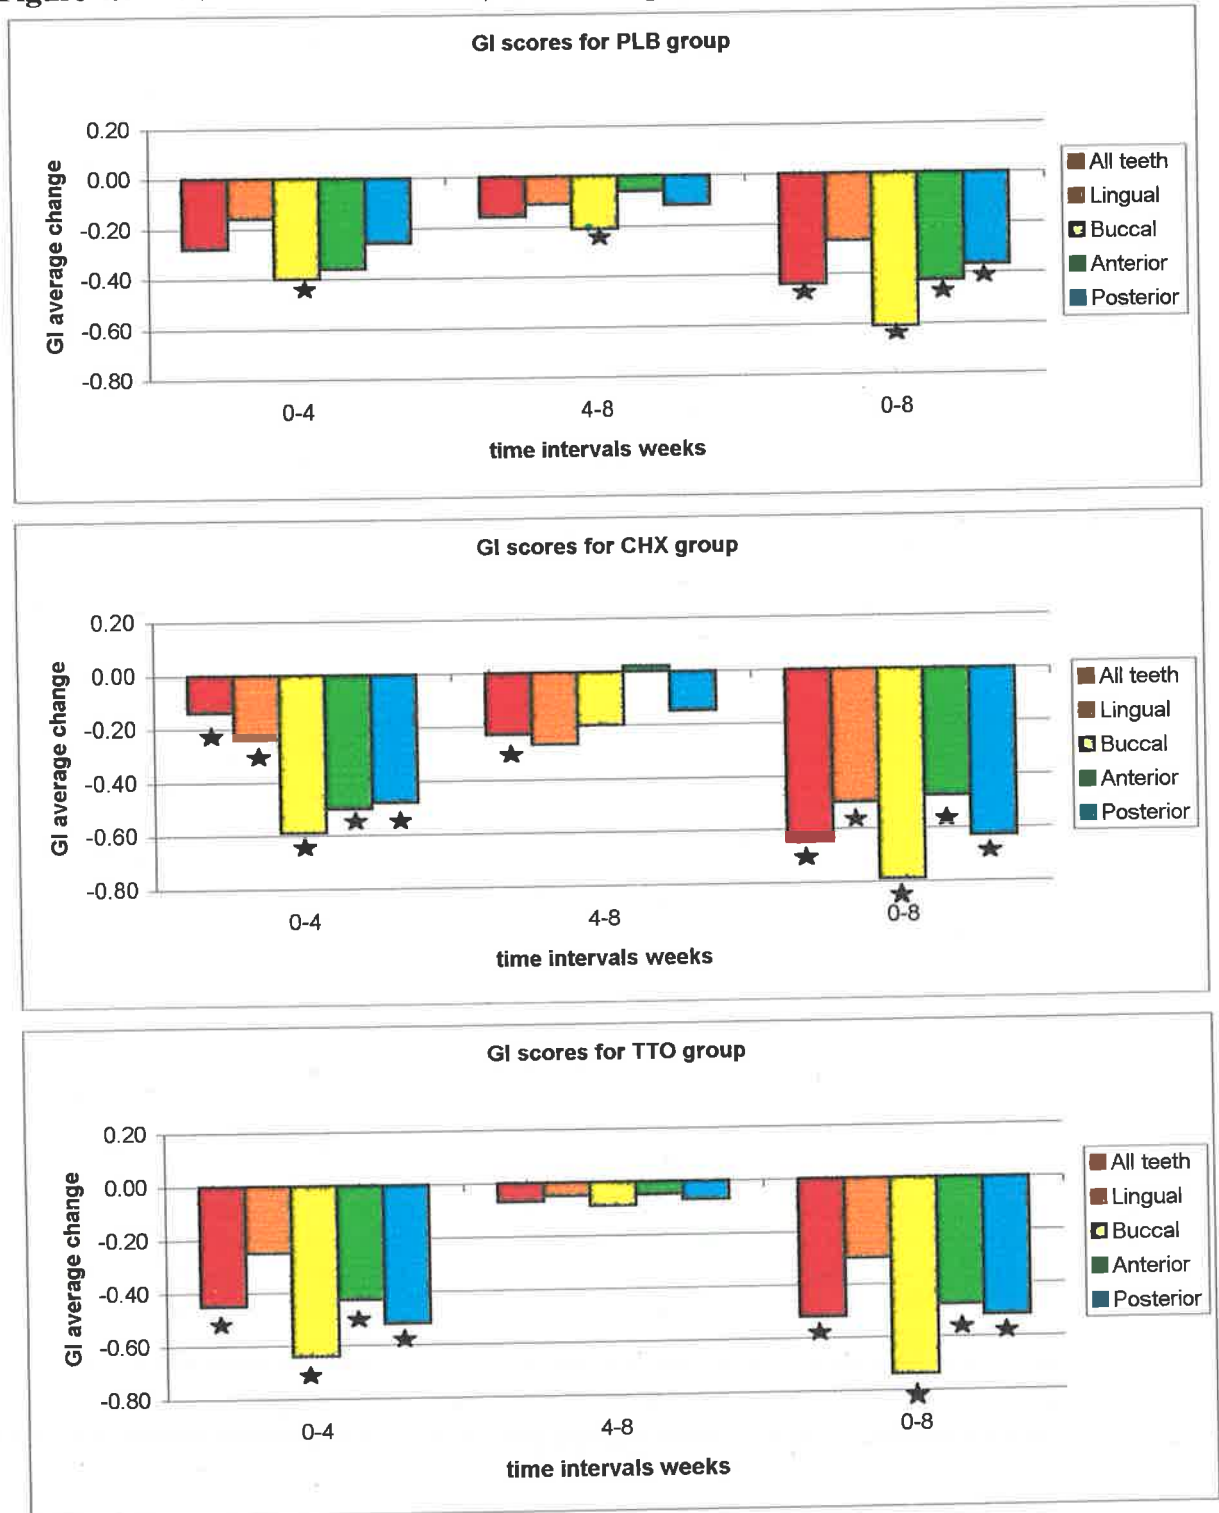 GI scores for PLB group
GI average change
0.20
0.00
-0.20
-0.40
-0.60
-0.80
0-4
4-8
0-8
time intervals weeks
All teeth
Lingual
Buccal
Anterior
Posterior
GI scores for CHX group
GI average change
0.20
0.00
-0.20
-0.40
-0.60
-0.80
0-4
4-8
0-8
time intervals weeks
All teeth
Lingual
Buccal
Anterior
Posterior
GI scores for TTO group
GI average change
0.20
0.00
-0.20
-0.40
-0.60
-0.80
0-4
4-8
0-8
time intervals weeks
All teeth
Lingual
Buccal
Anterior
Posterior